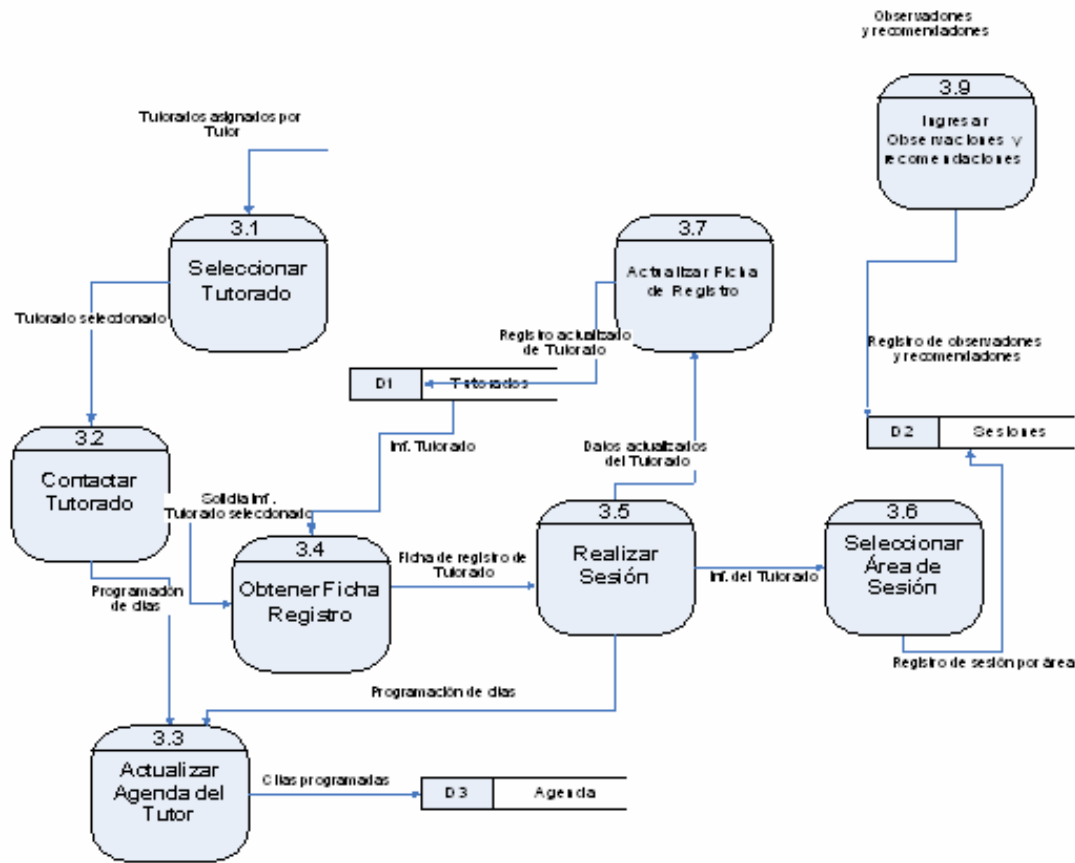 Observaciones
y recomendaciones
3.9
Ingresar
Observaciones y
recomendaciones
Tutorados asignados por
Tutor
3.1
Seleccionar
Tutorado
3.7
Actualizar Ficha
de Registro
Tutorado seleccionado
Registro actualizado
de Tutorado
Registro de observaciones
y recomendaciones
D1
Tutorados
D2
Sesiones
3.2
Contactar
Tutorado
Inf. Tutorado
Datos actualizados
del Tutorado
Solicita Inf.
Tutorado seleccionado
3.4
Obtener Ficha
Registro
Ficha de registro de
Tutorado
3.5
Realizar
Sesión
Inf. del Tutorado
3.6
Seleccionar
Área de
Sesión
Programación
de citas
Registro de sesión por área
Programación de citas
3.3
Actualizar
Agenda del
Tutor
Citas programadas
D3
Agenda